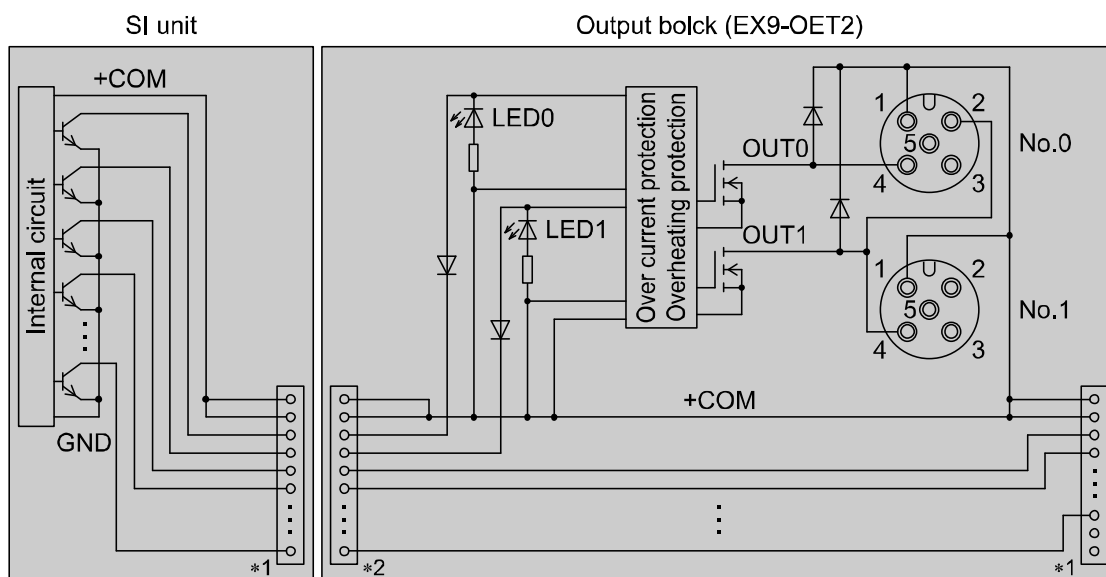 SI unit
Output bolck (EX9-OET2)
+COM
Internal circuit
GND
*1
LED0
LED1
Over current protection
Overheating protection
OUT0
OUT1
1
2
5
4
3
No.0
1
2
5
4
3
No.1
+COM
*2
*1